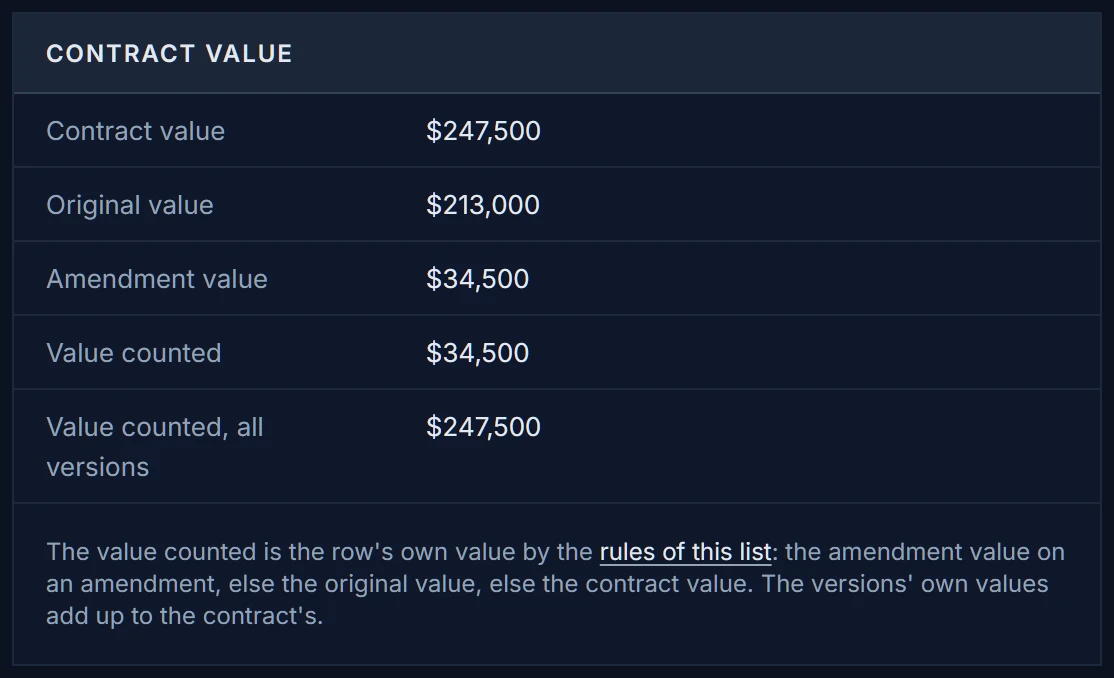 CONTRACT VALUE
Contract value $247,500
Original value $213,000
Amendment value $34,500
Value counted $34,500
Value counted, all $247,500
versions
The value counted is the row's own value by the rules of this list: the amendment value on
an amendment, else the original value, else the contract value. The versions' own values
add up to the contract's.